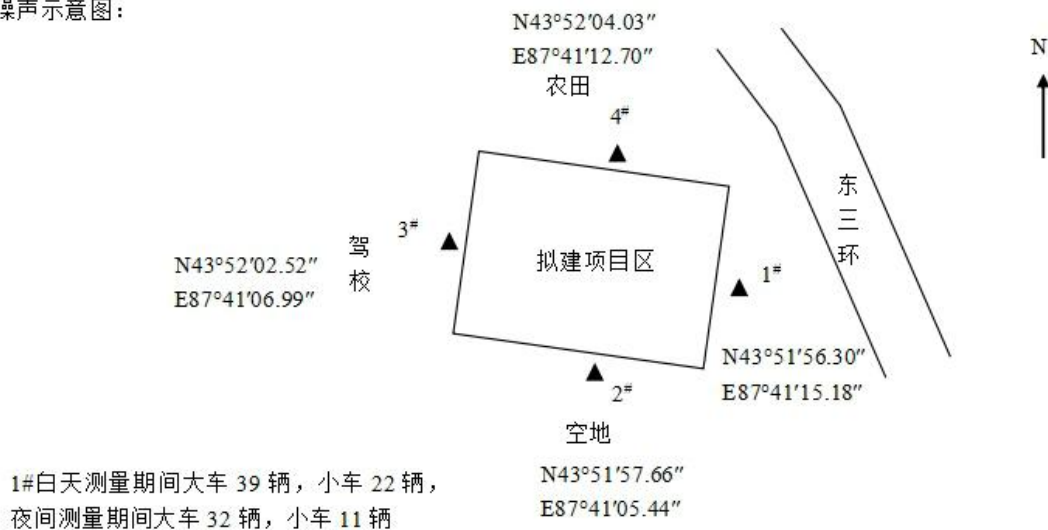 噪声示意图：
N43°52′04.03″
E87°41′12.70″
农田
4#
N
东三环
3#
驾校
N43°52′02.52″
E87°41′06.99″
拟建项目区
1#
N43°51′56.30″
E87°41′15.18″
2#
空地
N43°51′57.66″
E87°41′05.44″
1#白天测量期间大车 39 辆，小车 22 辆，
夜间测量期间大车 32 辆，小车 11 辆